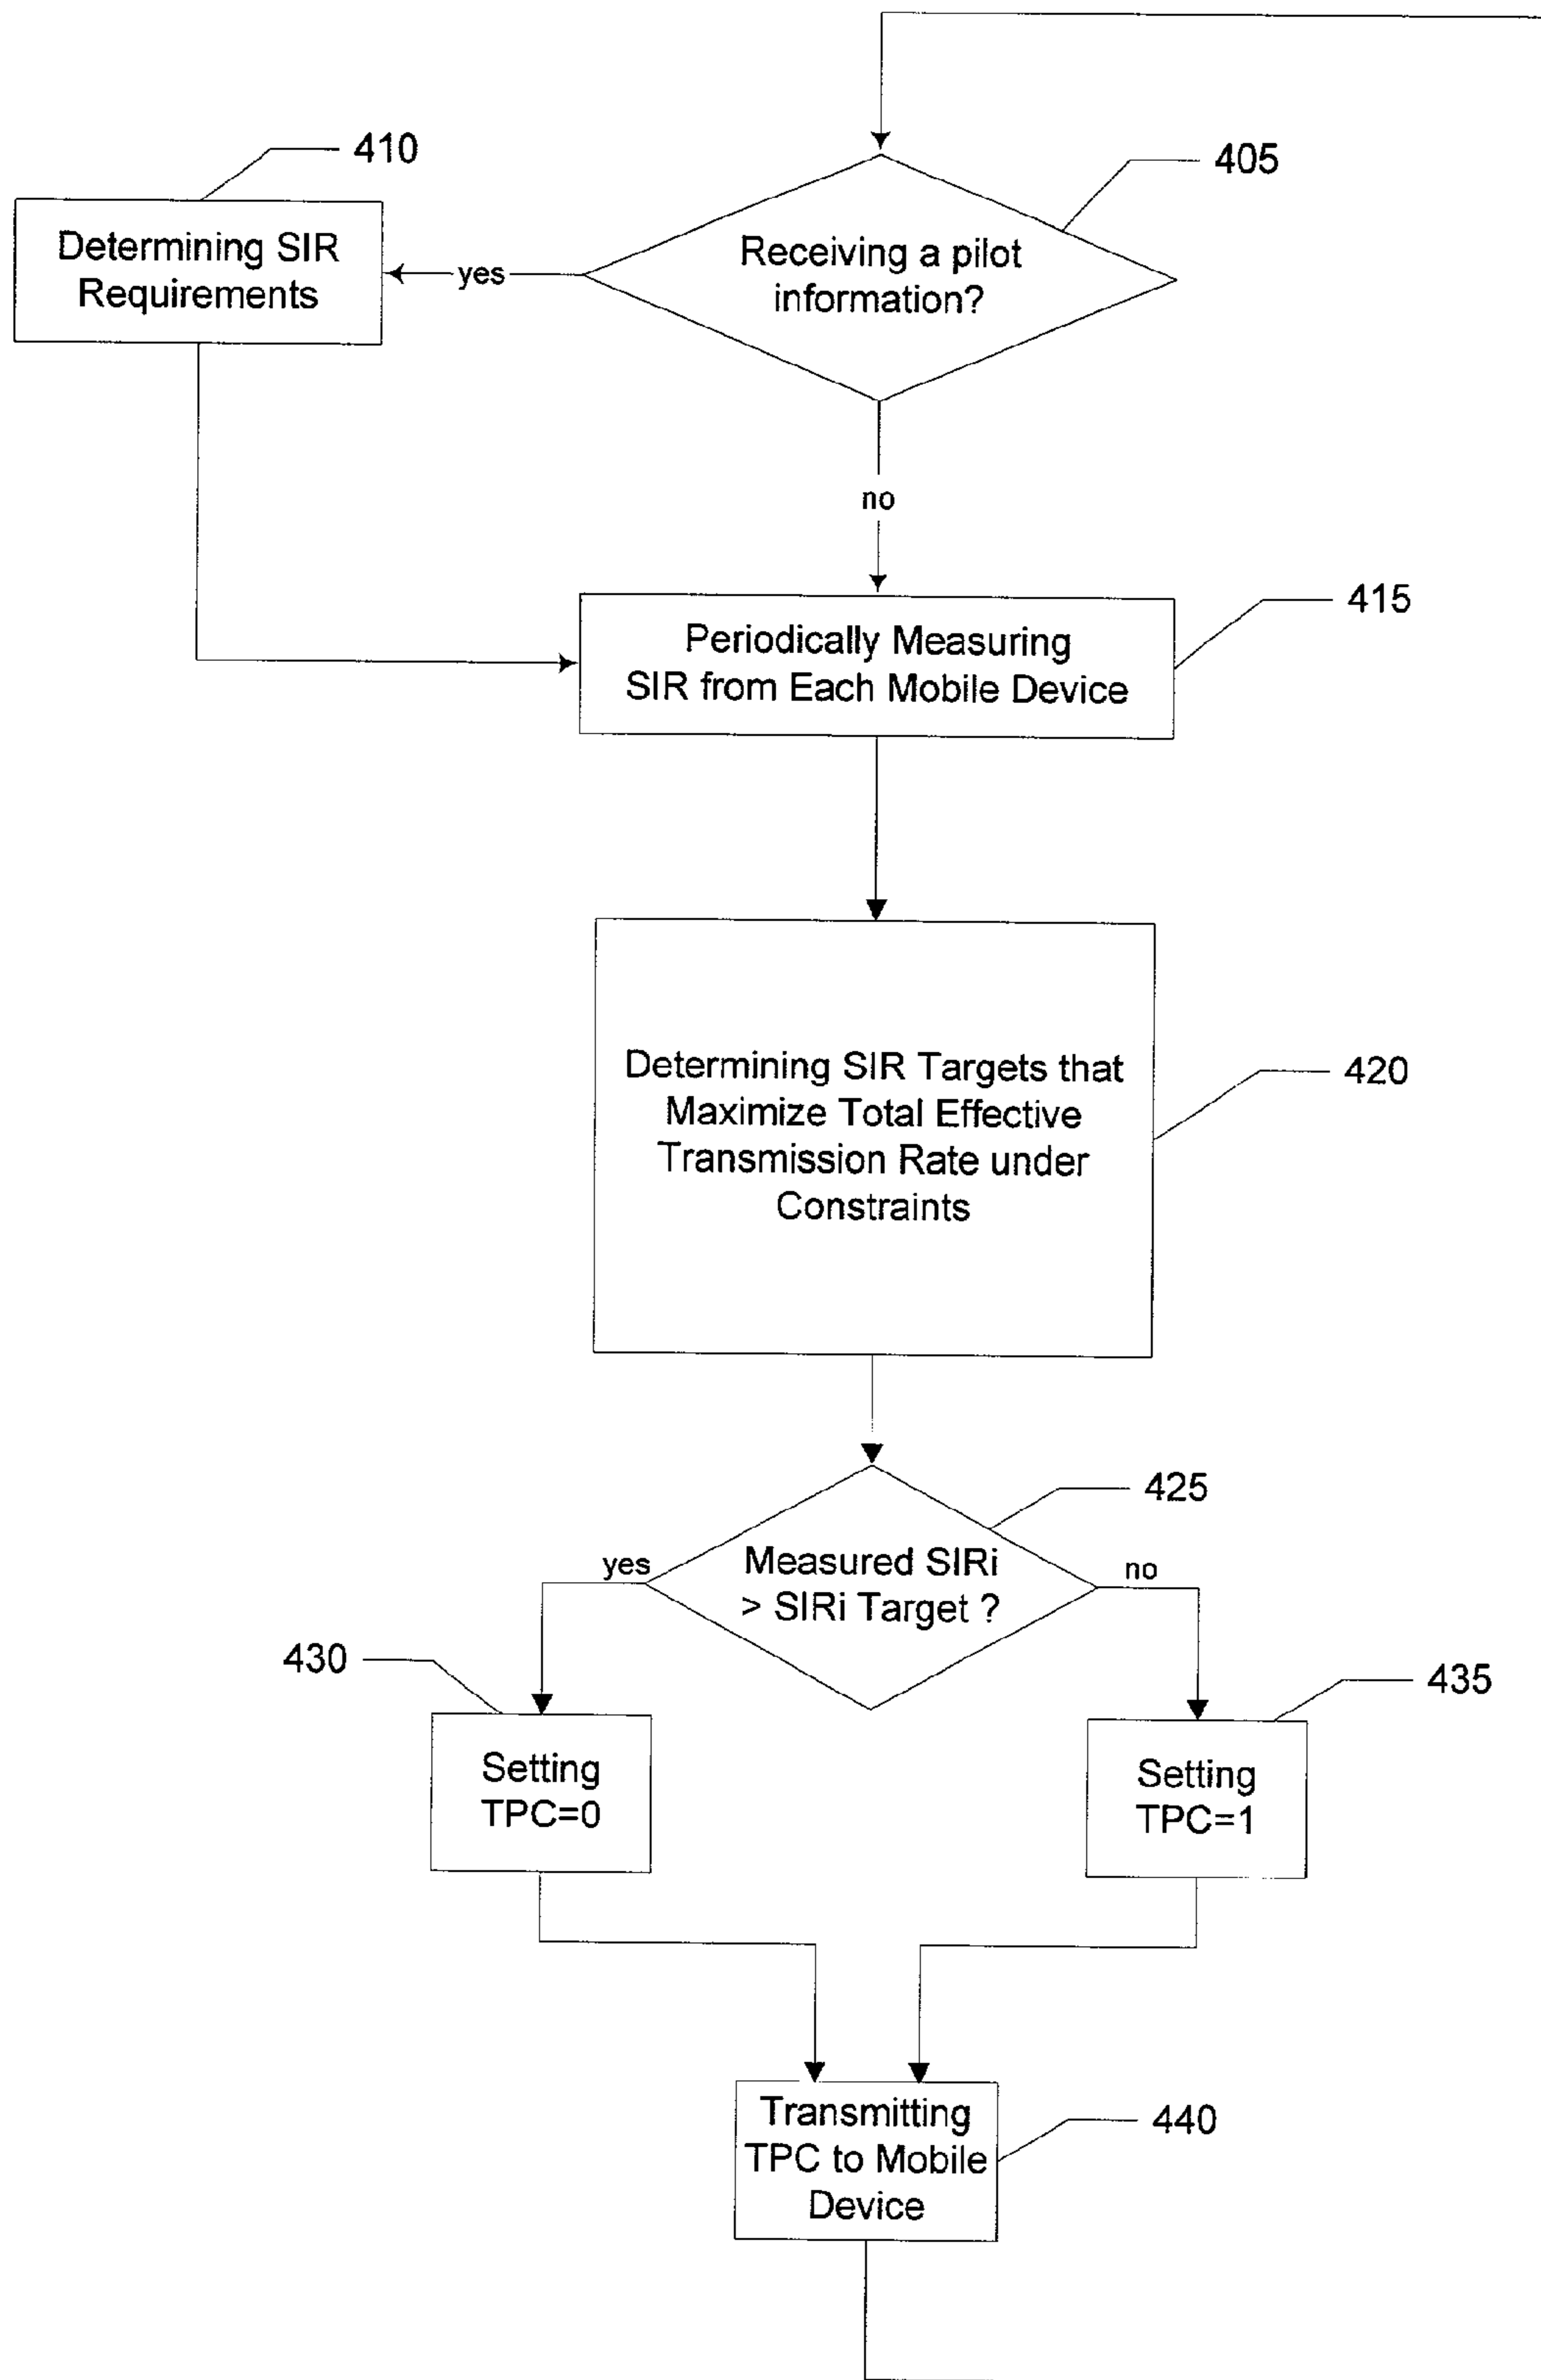 410
405
Determining SIR
Requirements
yes
Receiving a pilot
information?
no
415
Periodically Measuring
SIR from Each Mobile Device
Determining SIR Targets that
Maximize Total Effective
Transmission Rate under
Constraints
420
425
yes
Measured SIRi
> SIRi Target ?
no
430
435
Setting
TPC=0
Setting
TPC=1
Transmitting
TPC to Mobile
Device
440